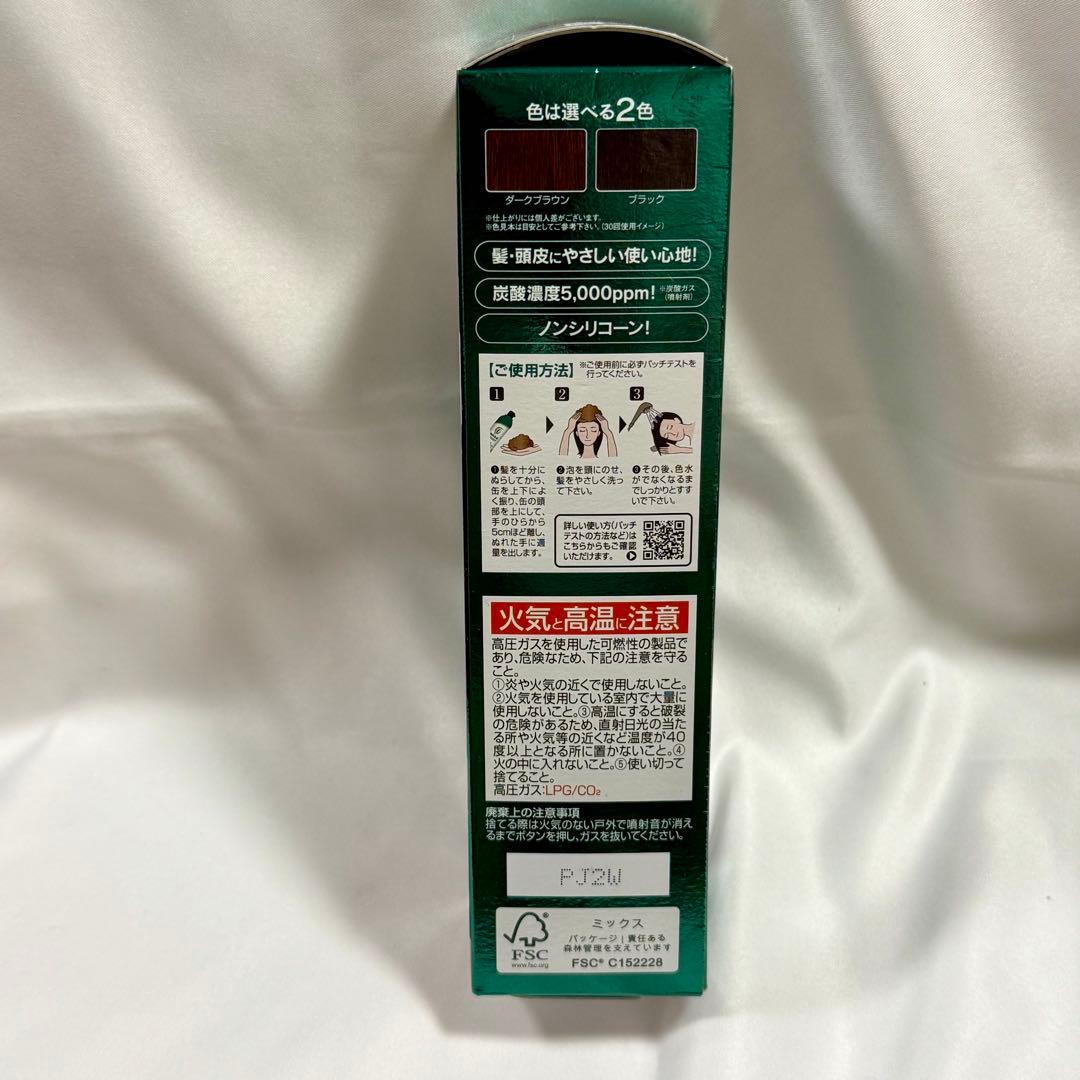 色は選べる2色
ダークブラウン
ブラック
※仕上がりには個人差がございます。
※色見本は目安としてご参考下さい。(30回使用イメージ)
髪・頭皮にやさしい使い心地!
炭酸濃度5,000ppm! ※炭酸ガス
(噴射剤)
ノンシリコーン!
【ご使用方法】 ※ご使用前に必ずパッチテストを
行ってください。
1 2 3
❶髪を十分に
ぬらしてから、
缶を上下によ
く振り、缶の頭
部を上にして、
手のひらから
5cmほど離し、
ぬれた手に適
量を出します。
❷泡を頭にのせ、
髪をやさしく洗っ
て下さい。
❸その後、色水
がでなくなるま
でしっかりとすす
いで下さい。
詳しい使い方(パッチ
テストの方法など)は
こちらからもご確認
いただけます。
火気と高温に注意
高圧ガスを使用した可燃性の製品で
あり、危険なため、下記の注意を守る
こと。
①炎や火気の近くで使用しないこと。
②火気を使用している室内で大量に
使用しないこと。③高温にすると破裂
の危険があるため、直射日光の当た
る所や火気等の近くなど温度が40
度以上となる所に置かないこと。④
火の中に入れないこと。⑤使い切って
捨てること。
高圧ガス:LPG/CO₂
廃棄上の注意事項
捨てる際は火気のない戸外で噴射音が消え
るまでボタンを押し、ガスを抜いてください。
PJ2W
FSC
www.fsc.org
ミックス
パッケージ|責任ある
森林管理を支えています
FSC® C152228